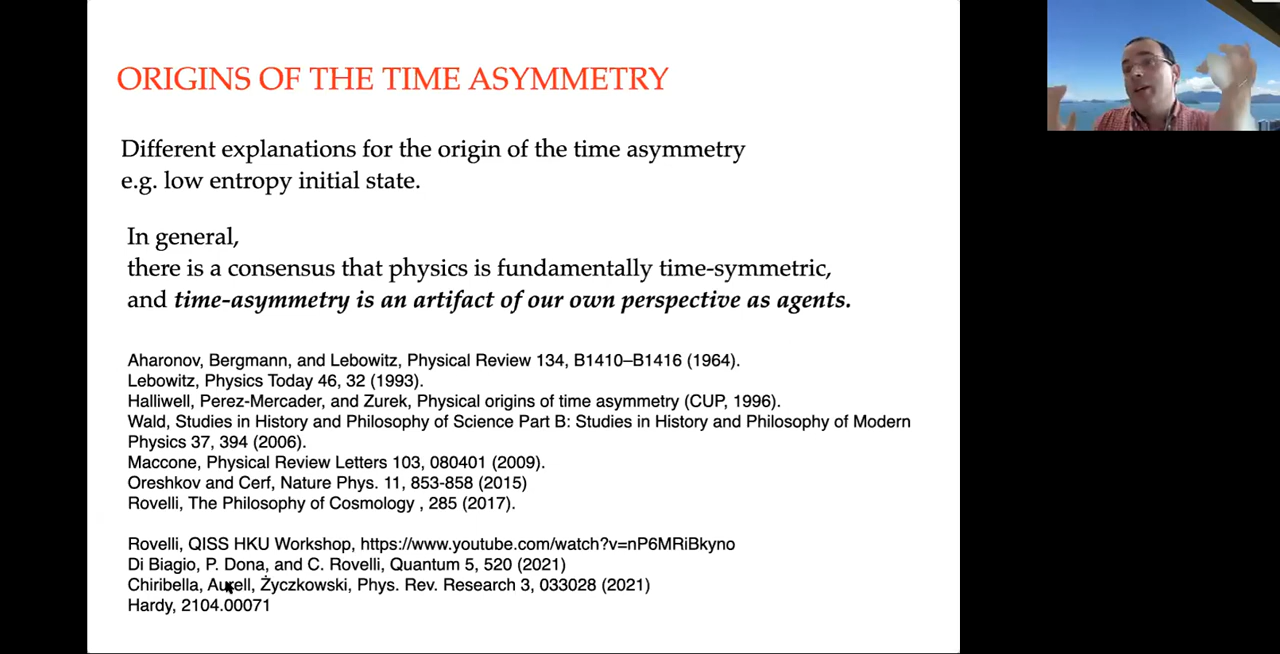 ORIGINS OF THE TIME ASYMMETRY
Different explanations for the origin of the time asymmetry
e.g. low entropy initial state.
In general,
there is a consensus that physics is fundamentally time-symmetric,
and time-asymmetry is an artifact of our own perspective as agents.
Aharonov, Bergmann, and Lebowitz, Physical Review 134, B1410–B1416 (1964).
Lebowitz, Physics Today 46, 32 (1993).
Halliwell, Perez-Mercader, and Zurek, Physical origins of time asymmetry (CUP, 1996).
Wald, Studies in History and Philosophy of Science Part B: Studies in History and Philosophy of Modern
Physics 37, 394 (2006).
Maccone, Physical Review Letters 103, 080401 (2009).
Oreshkov and Cerf, Nature Phys. 11, 853-858 (2015)
Rovelli, The Philosophy of Cosmology , 285 (2017).
Rovelli, QISS HKU Workshop, https://www.youtube.com/watch?v=nP6MRiBkyno
Di Biagio, P. Dona, and C. Rovelli, Quantum 5, 520 (2021)
Chiribella, Aurell, Życzkowski, Phys. Rev. Research 3, 033028 (2021)
Hardy, 2104.00071